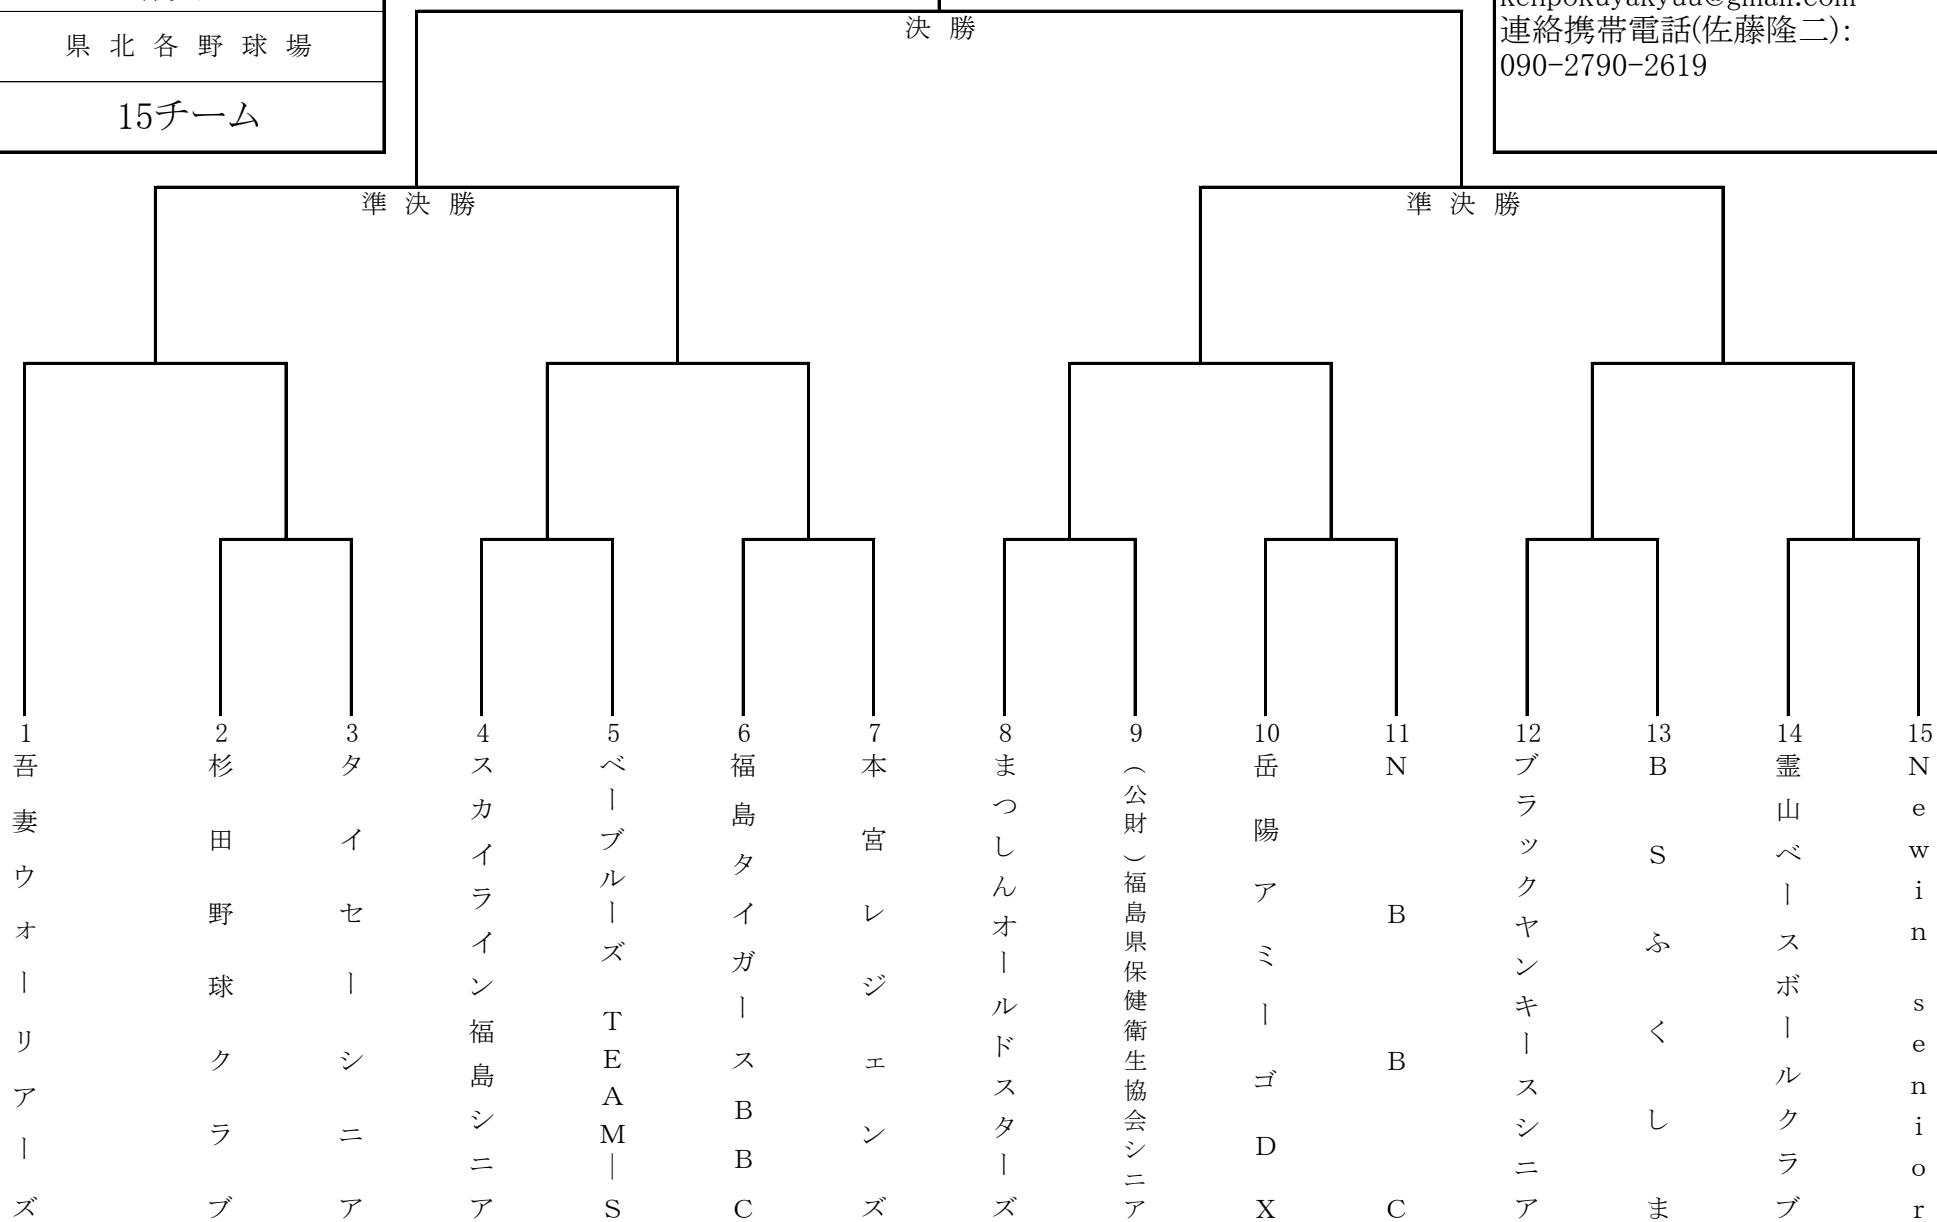 県北各野球場
15チーム
決勝
kenpokuyakyuu@gmail.com
連絡携帯電話(佐藤隆二):
090-2790-2619
準決勝
準決勝
1
吾妻ウォーリアーズ
2
杉田野球クラブ
3
タイセーシニア
4
スカイライン福島シニア
5
ベーブルーズ TEAM-S
6
福島タイガースBBC
7
本宮レジェンズ
8
まつしんオールドスターズ
9
(公財)福島県保健衛生協会シニア
10
岳陽アミーゴDX
11
NBBC
12
ブラックヤンキースシニア
13
BSふくしま
14
霊山ベースボールクラブ
15
Newin senior